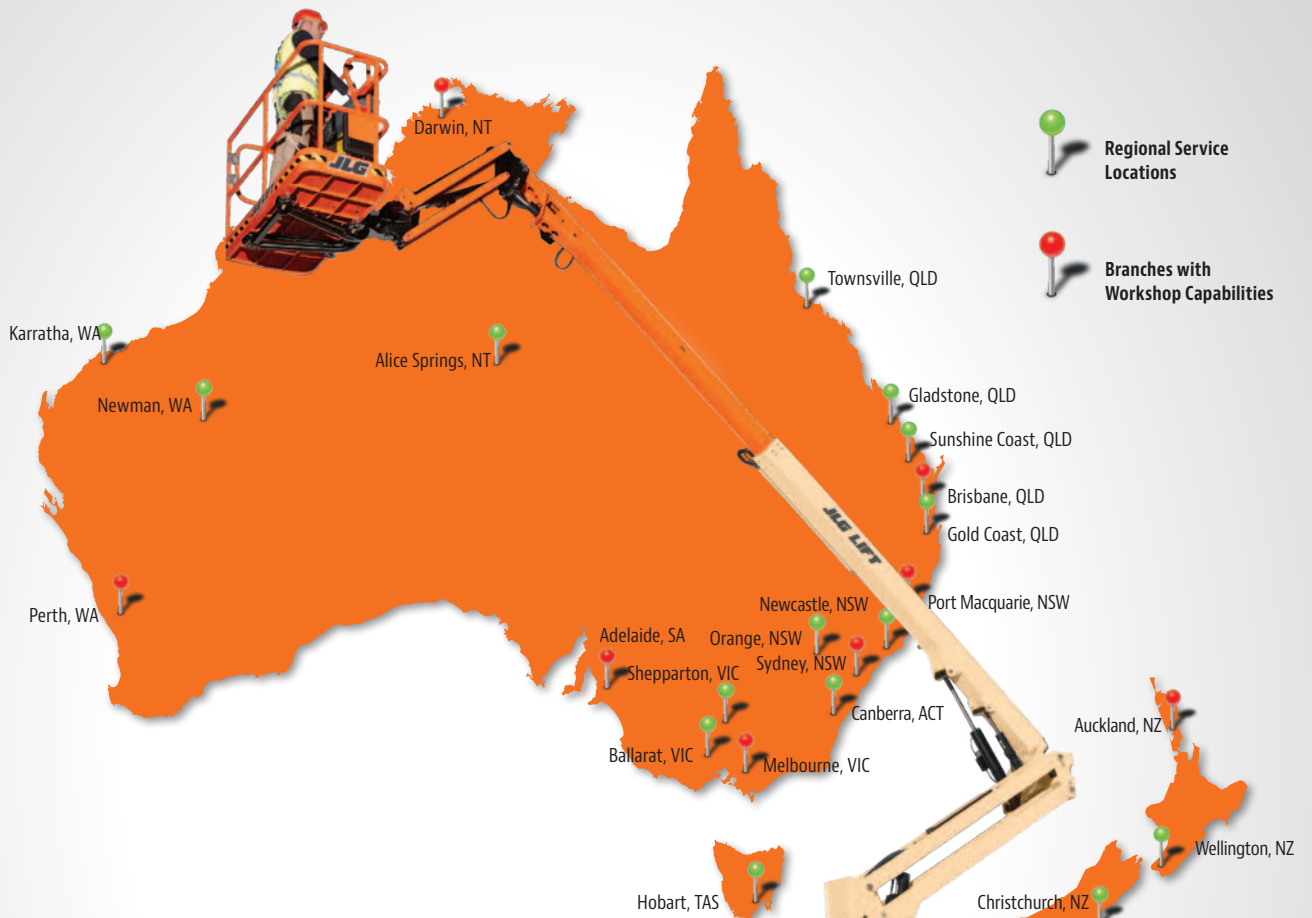 JLG
Darwin, NT
Regional Service
Locations
Branches with
Workshop Capabilities
Townsville, QLD
Karratha, WA
Alice Springs, NT
Newman, WA
Gladstone, QLD
Sunshine Coast, QLD
Brisbane, QLD
Gold Coast, QLD
JLG LIFT
Perth, WA
Newcastle, NSW
Port Macquarie, NSW
Adelaide, SA
Orange, NSW
Sydney, NSW
Shepparton, VIC
Canberra, ACT
Auckland, NZ
Ballarat, VIC
Melbourne, VIC
Wellington, NZ
Hobart, TAS
Christchurch, NZ